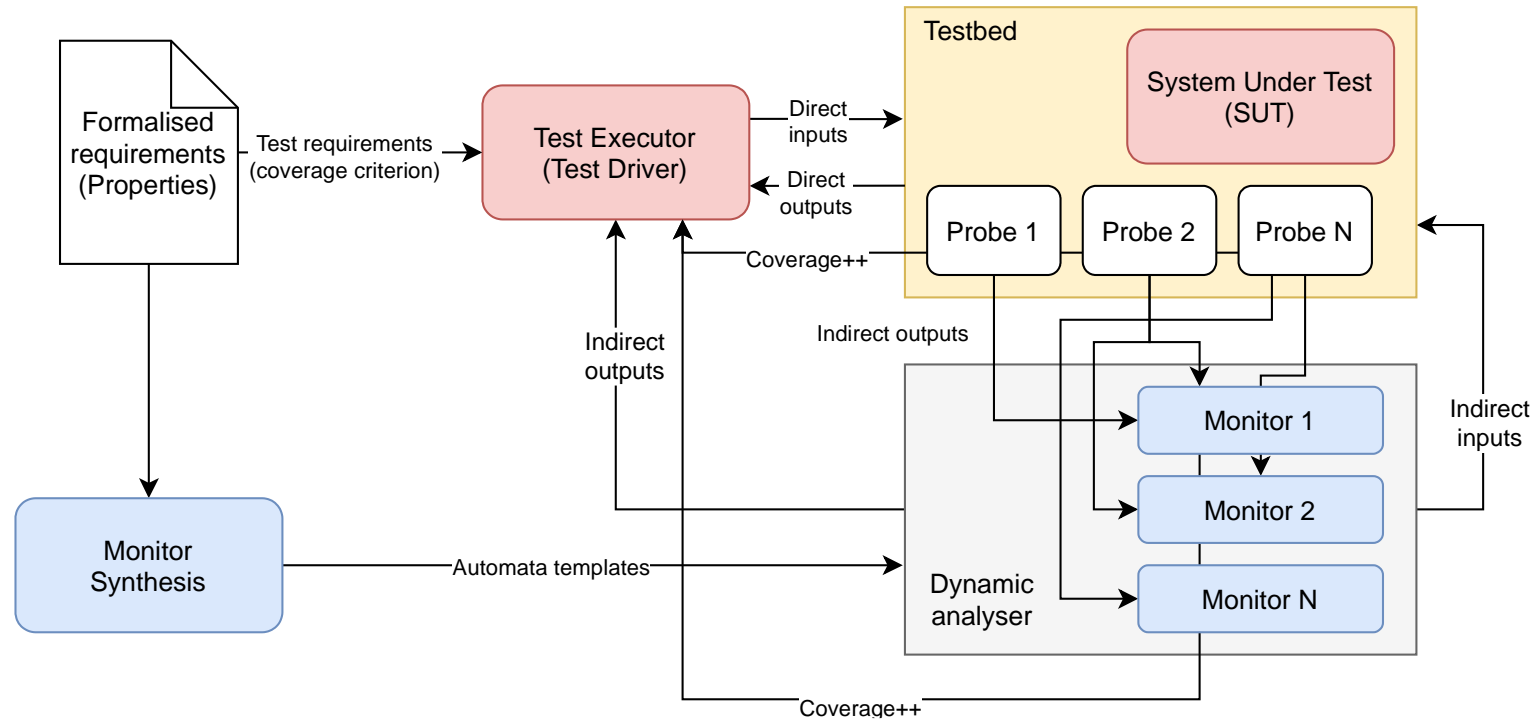 Testbed
System Under Test
(SUT)
Formalised
requirements
(Properties)
Test requirements
(coverage criterion)
Test Executor
(Test Driver)
Direct
inputs
Direct
outputs
Probe 1
Probe 2
Probe N
Coverage++
Indirect
outputs
Indirect outputs
Monitor 1
Monitor 2
Monitor N
Indirect
inputs
Monitor
Synthesis
Automata templates
Dynamic
analyser
Coverage++